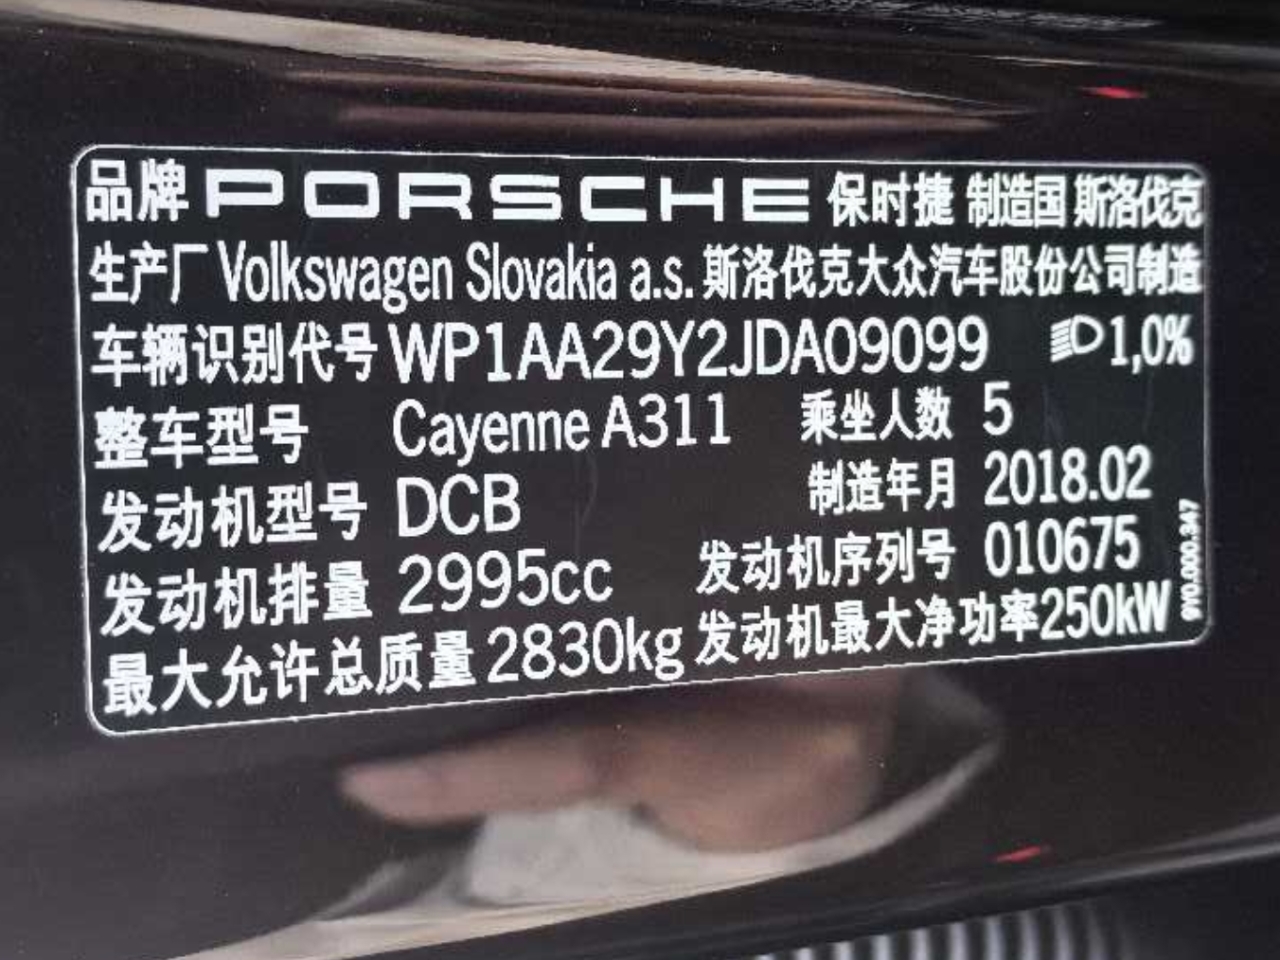 品牌 PORSCHE 保时捷 制造国 斯洛伐克
生产厂 Volkswagen Slovakia a.s. 斯洛伐克大众汽车股份公司制造
车辆识别代号 WP1AA29Y2JDA09099 1,0%
整车型号 Cayenne A311 乘坐人数 5
发动机型号 DCB 制造年月 2018.02
发动机排量 2995cc 发动机序列号 010675
最大允许总质量 2830kg 发动机最大净功率 250kW
9Y0.000.347